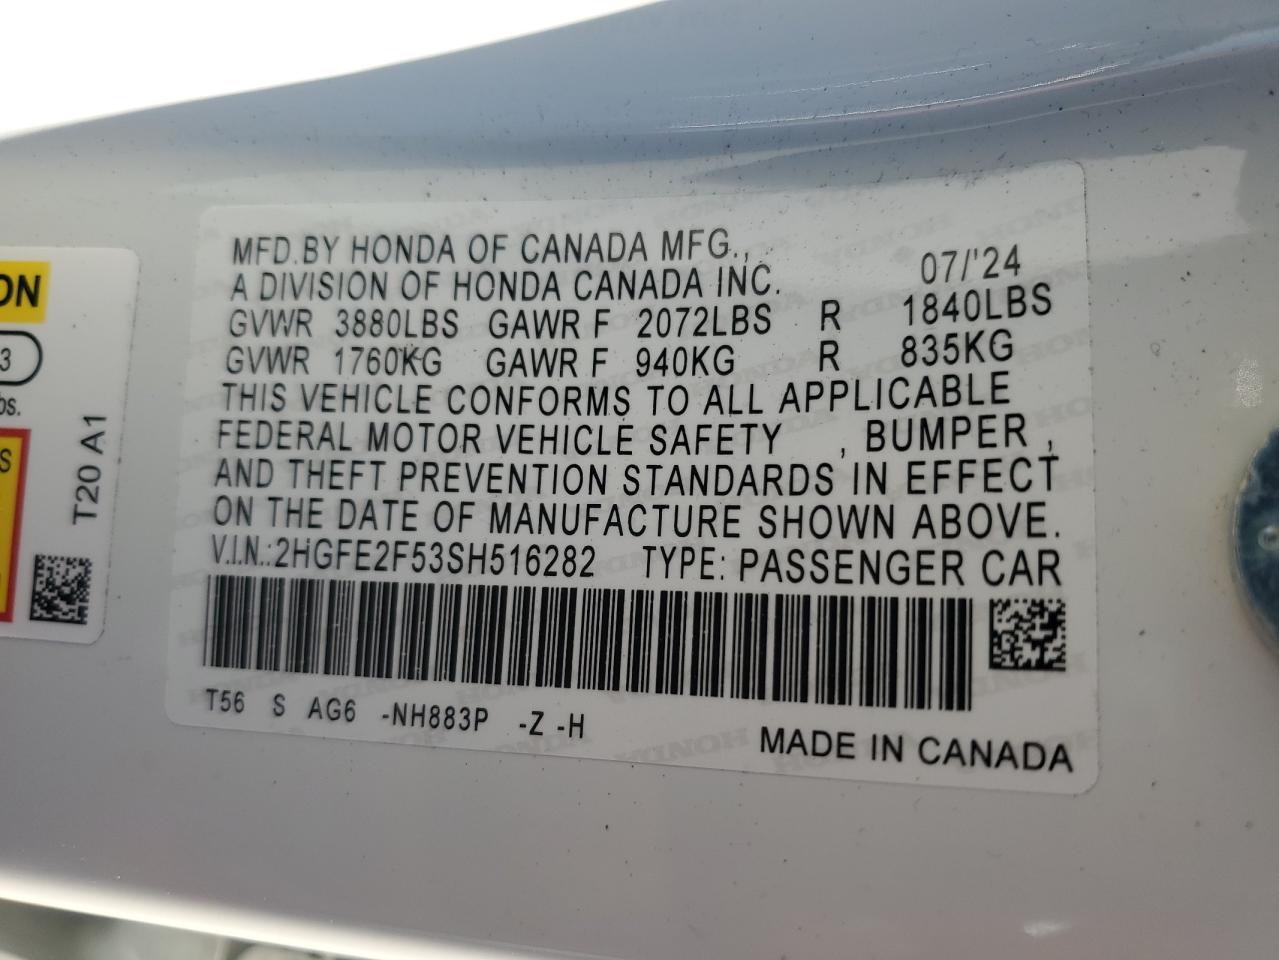 MFD.BY HONDA OF CANADA MFG.,
A DIVISION OF HONDA CANADA INC. 07/'24
GVWR 3880LBS GAWR F 2072LBS R 1840LBS
GVWR 1760KG GAWR F 940KG R 835KG
THIS VEHICLE CONFORMS TO ALL APPLICABLE
FEDERAL MOTOR VEHICLE SAFETY , BUMPER ,
AND THEFT PREVENTION STANDARDS IN EFFECT
ON THE DATE OF MANUFACTURE SHOWN ABOVE.
V.I.N.:2HGFE2F53SH516282 TYPE: PASSENGER CAR
T56 S AG6 -NH883P -Z -H
MADE IN CANADA
ON
3
bs.
S
T20 A1